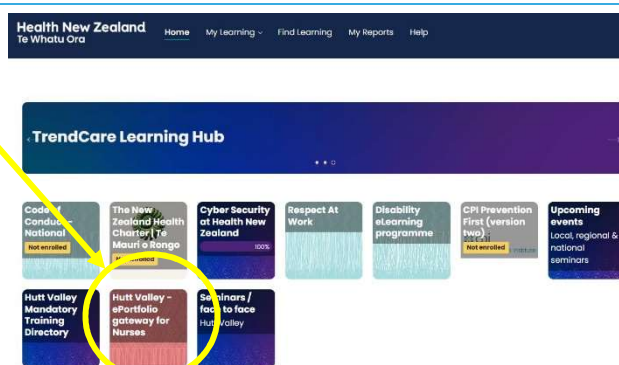 Health New Zealand
Te Whatu Ora
Home My Learning Find Learning My Reports Help
TrendCare Learning Hub
Code of
Conduct -
National
Not enrolled
The New
Zealand Health
Charter | Te
Mauri o Rongo
Not enrolled
Cyber Security
at Health New
Zealand
100%
Respect At
Work
Disability
eLearning
programme
CPI Prevention
First (version
two)
Not enrolled
Upcoming
events
Local, regional &
national
seminars
Hutt Valley
Mandatory
Training
Directory
Hutt Valley -
ePortfolio
gateway for
Nurses
Seminars /
face to face
Hutt Valley